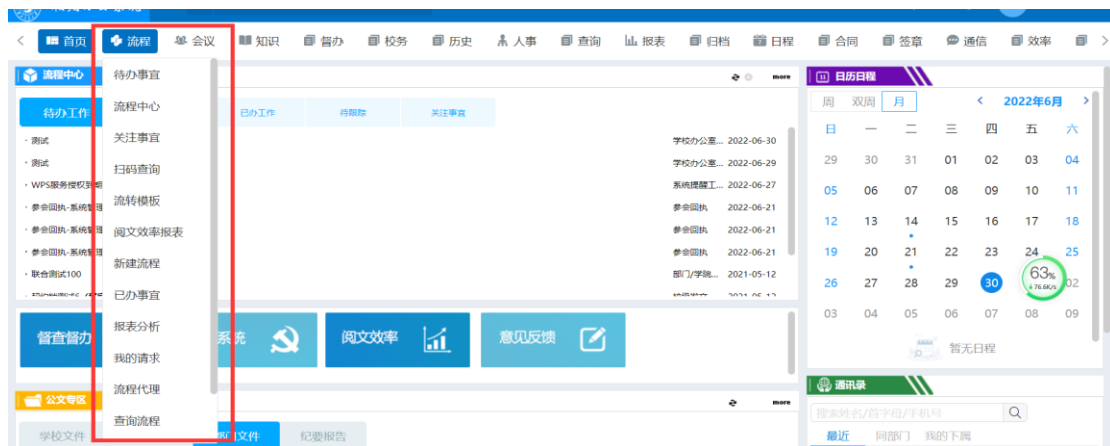 首页 流程 会议 知识 督办 校务 历史 人事 查询 报表 归档 日程 合同 签章 通信 效率
流程中心 more
待办工作 已办工作 待跟踪 关注事宜
· 测试 学校办公室... 2022-06-30
· 测试 学校办公室... 2022-06-29
· WPS服务授权到期 系统提醒工... 2022-06-27
· 参会回执-系统管理 参会回执 2022-06-21
· 参会回执-系统管理 参会回执 2022-06-21
· 参会回执-系统管理 参会回执 2022-06-21
· 联合测试100 部门/学院... 2021-05-12
待办事宜
流程中心
关注事宜
扫码查询
流转模板
阅文效率报表
新建流程
已办事宜
报表分析
我的请求
流程代理
查询流程
督查督办 系统 阅文效率 意见反馈
公文专区 more
学校文件 部门文件 纪要报告
11 日历日程
周 双周 月 < 2022年6月 >
日 一 二 三 四 五 六
29 30 31 01 02 03 04
05 06 07 08 09 10 11
12 13 14 15 16 17 18
19 20 21 22 23 24 25
26 27 28 29 30 02
63%
76.6K/s
03 04 05 06 07 08 09
暂无日程
通讯录
搜索姓名/首字母/手机号
最近 同部门 我的下属